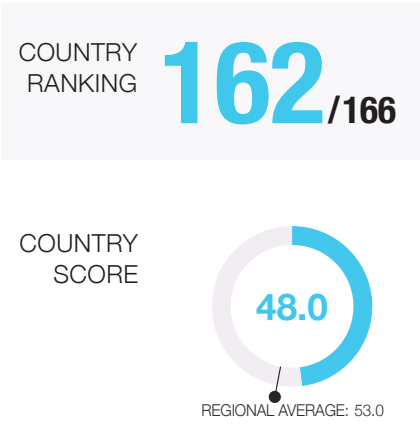 COUNTRY
RANKING
162/166
COUNTRY
SCORE
48.0
REGIONAL AVERAGE: 53.0